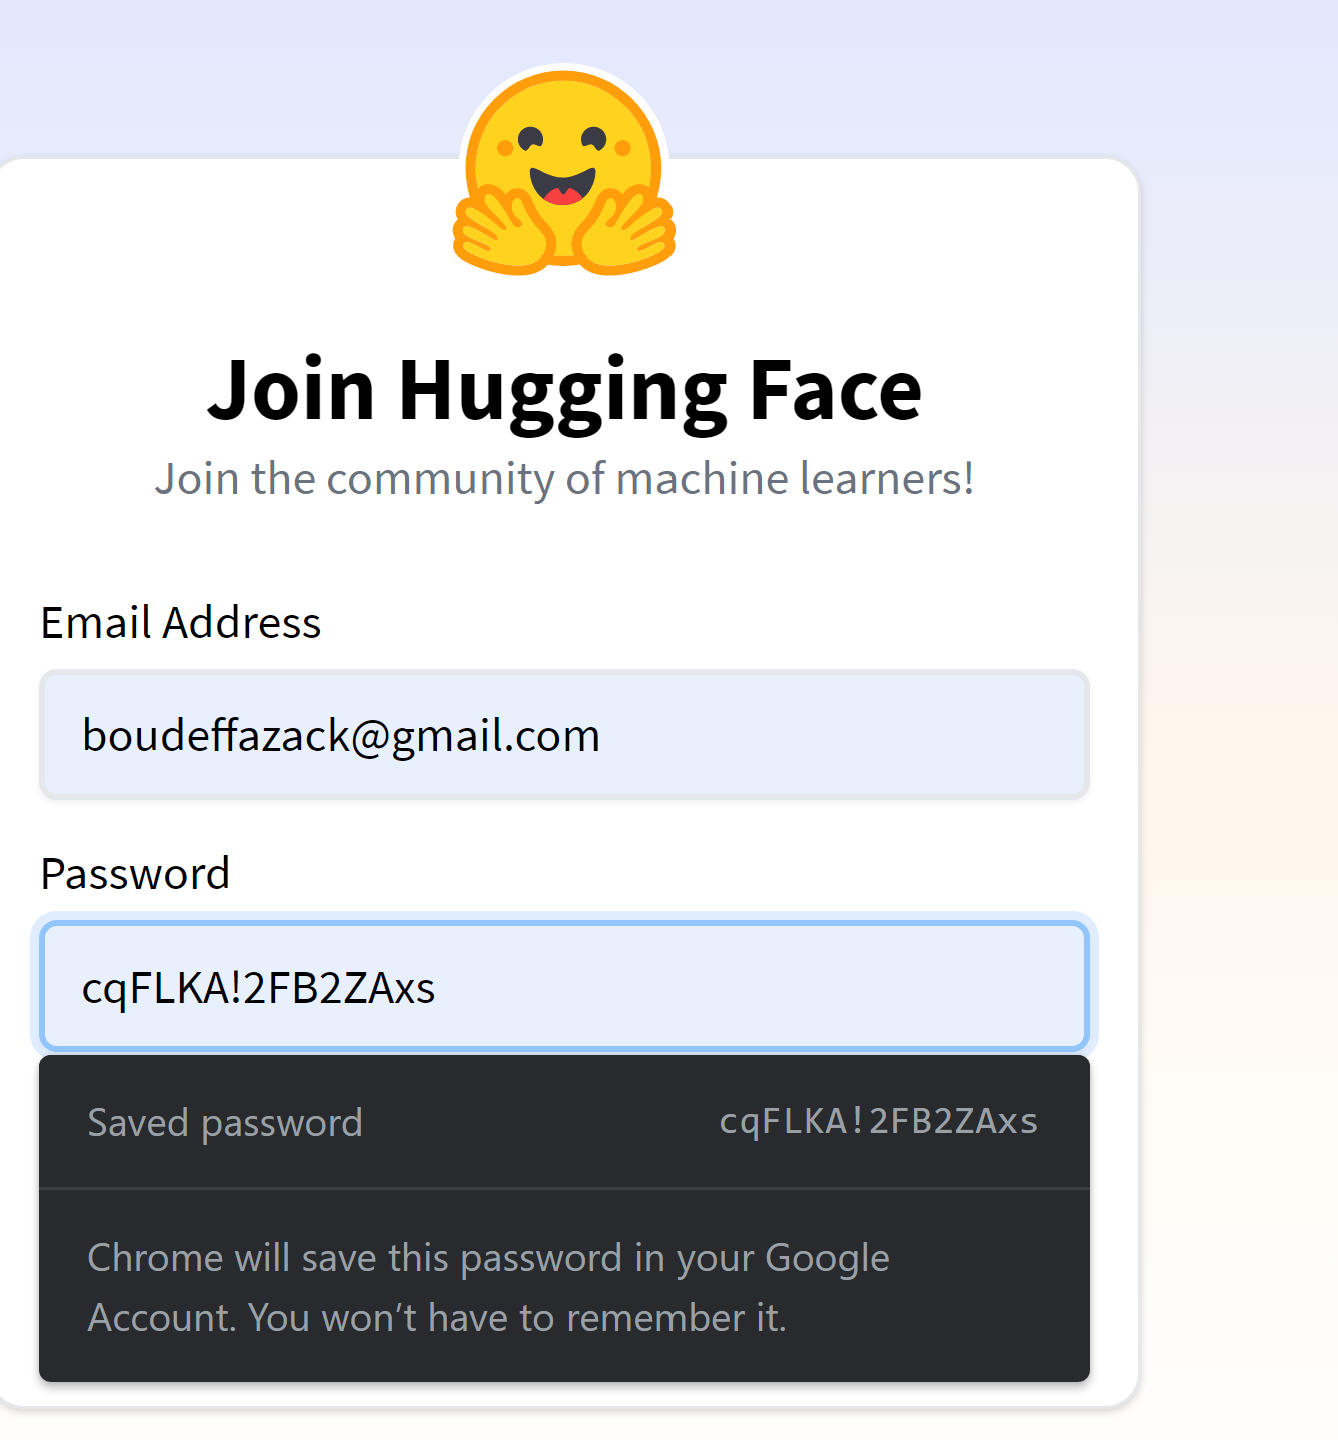 Join Hugging Face
Join the community of machine learners!
Email Address
boudeffazack@gmail.com
Password
cqFLKA!2FB2ZAxs
Saved password cqFLKA!2FB2ZAxs
Chrome will save this password in your Google
Account. You won’t have to remember it.